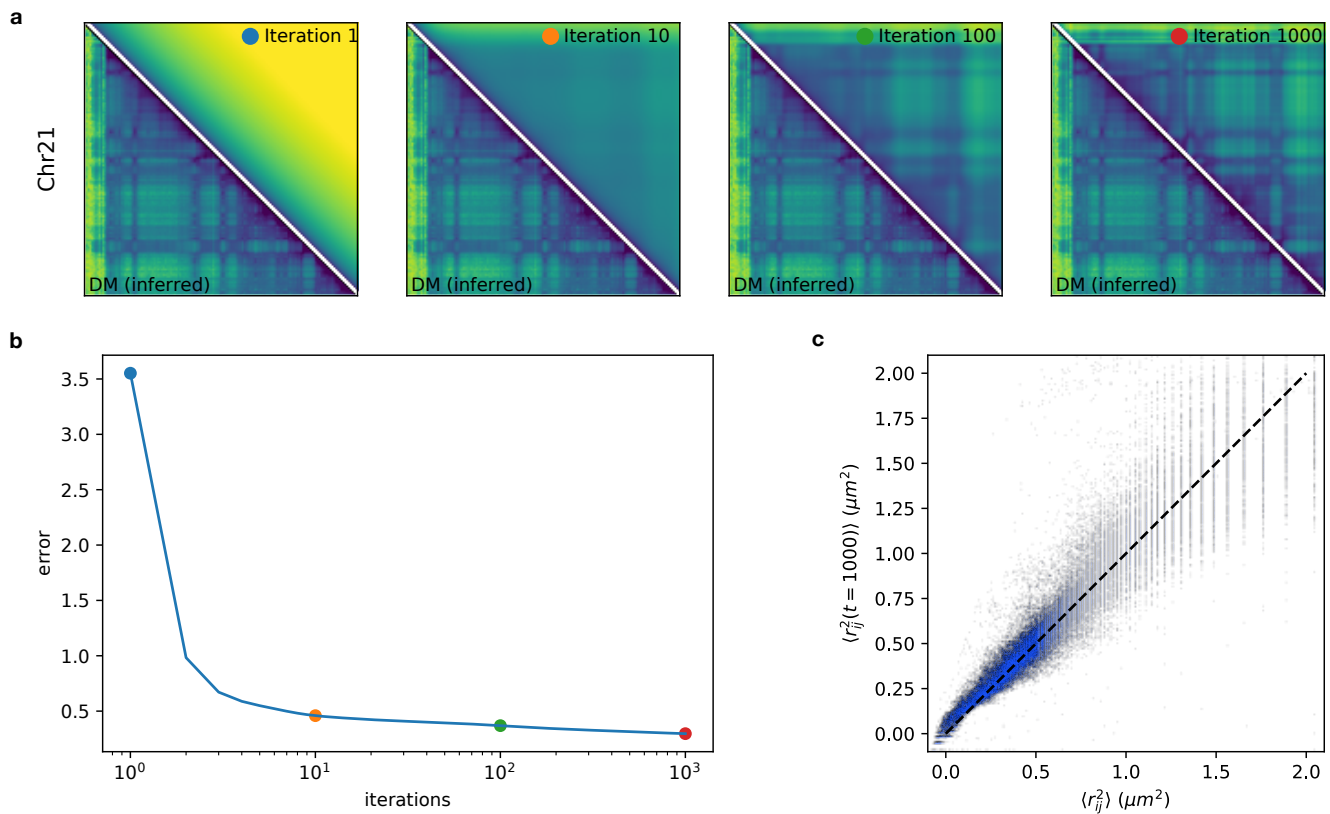 a
Chr21
Iteration 1
DM (inferred)
Iteration 10
DM (inferred)
Iteration 100
DM (inferred)
Iteration 1000
DM (inferred)
b
error
3.5
3.0
2.5
2.0
1.5
1.0
0.5
10⁰ 10¹ 10² 10³
iterations
c
⟨r²ᵢⱼ(t = 1000)⟩ (μm²)
2.00
1.75
1.50
1.25
1.00
0.75
0.50
0.25
0.00
0.0 0.5 1.0 1.5 2.0
⟨r²ᵢⱼ⟩ (μm²)